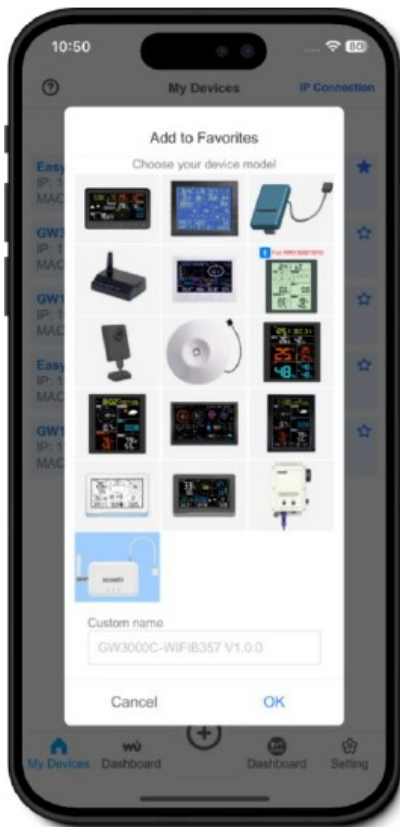 10:50
80
My Devices
IP Connection
Add to Favorites
Choose your device model
Easy
IP: 1
MAC
GW3
IP: 1
MAC
GW1
IP: 1
MAC
Easy
IP: 1
MAC
GW1
IP: 1
MAC
Custom name
GW3000C-WIFIB357 V1.0.0
Cancel
OK
My Devices
Dashboard
Dashboard
Setting